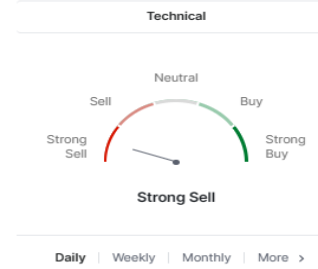 Technical
Neutral
Sell
Buy
Strong
Sell
Strong
Buy
Strong Sell
Daily
Weekly
Monthly
More >